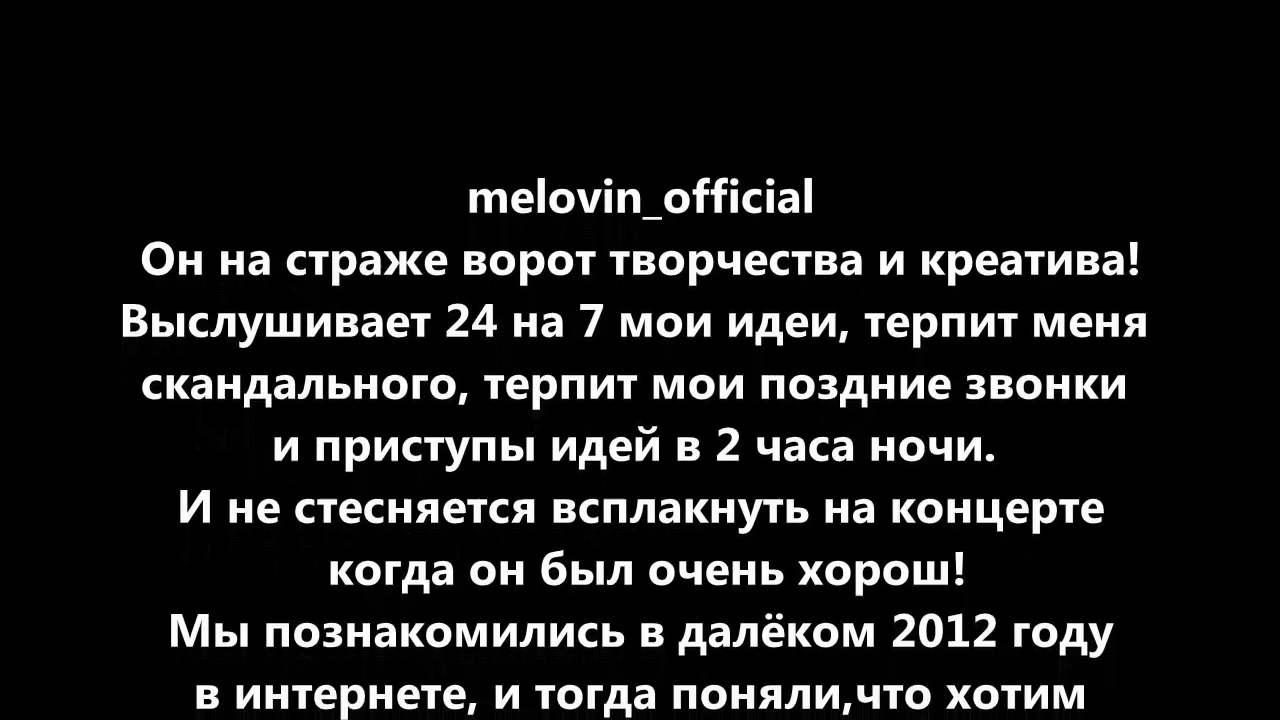 melovin_official
Он на страже ворот творчества и креатива!
Выслушивает 24 на 7 мои идеи, терпит меня
скандального, терпит мои поздние звонки
и приступы идей в 2 часа ночи.
И не стесняется всплакнуть на концерте
когда он был очень хорош!
Мы познакомились в далёком 2012 году
в интернете, и тогда поняли,что хотим